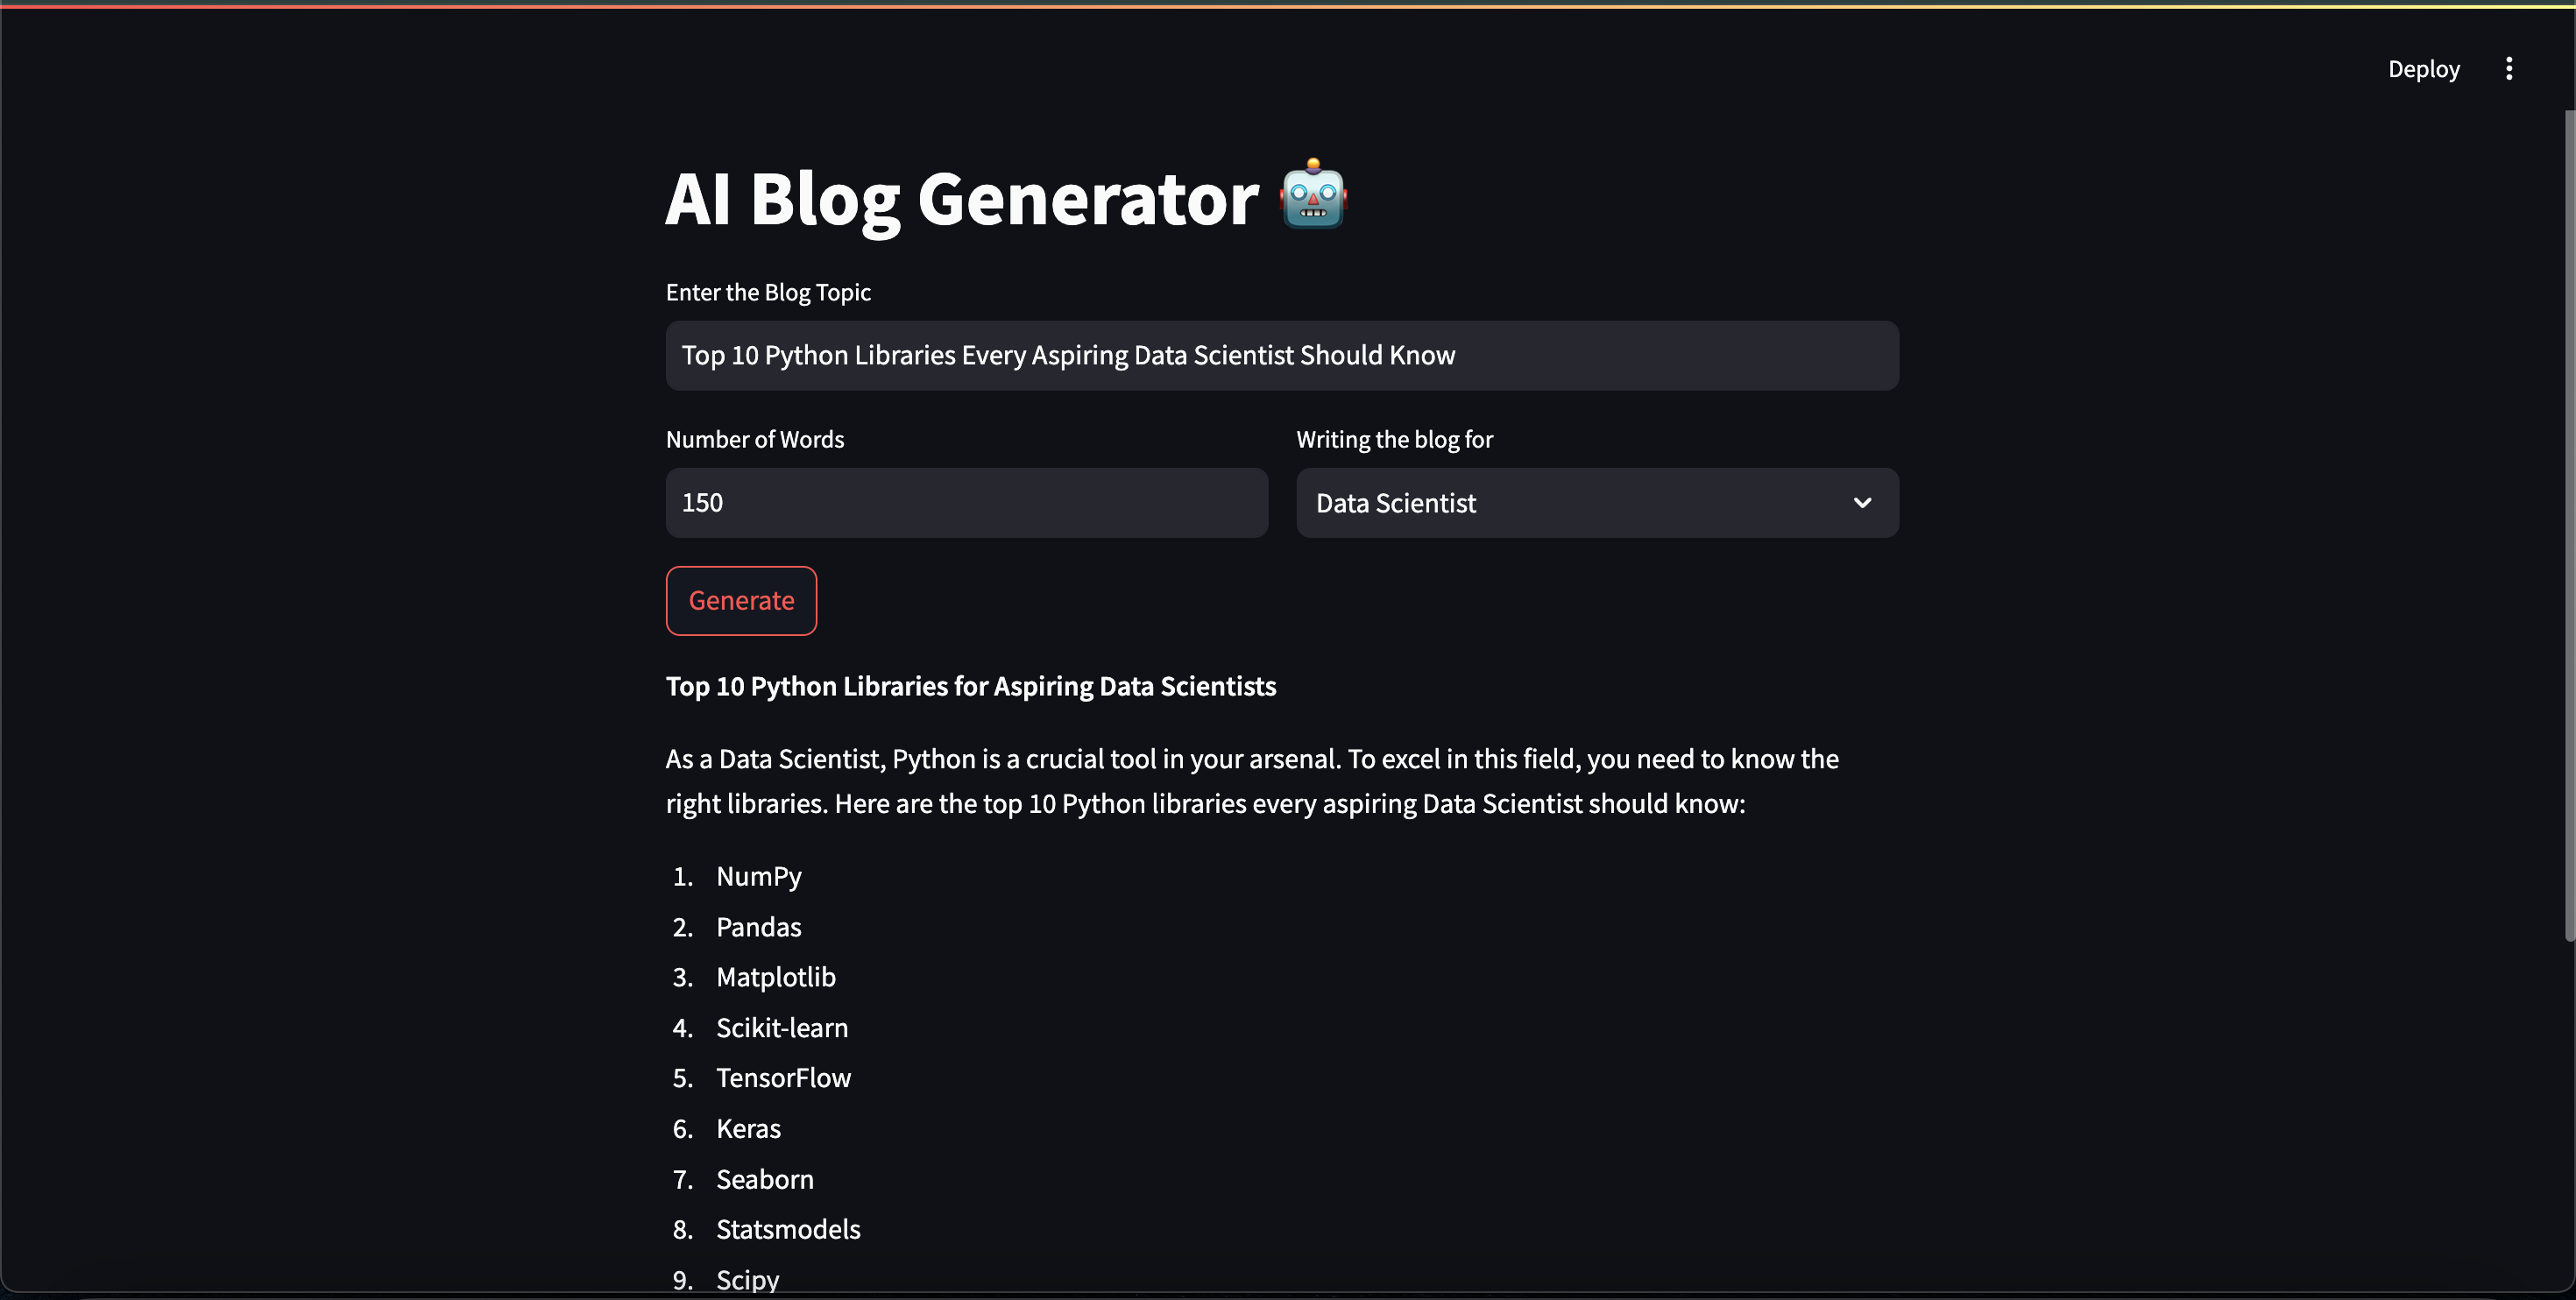 Deploy
AI Blog Generator
Enter the Blog Topic
Top 10 Python Libraries Every Aspiring Data Scientist Should Know
Number of Words
Writing the blog for
150
Data Scientist
Generate
Top 10 Python Libraries for Aspiring Data Scientists
As a Data Scientist, Python is a crucial tool in your arsenal. To excel in this field, you need to know the
right libraries. Here are the top 10 Python libraries every aspiring Data Scientist should know:
1. NumPy
2. Pandas
3. Matplotlib
4. Scikit-learn
5. TensorFlow
6. Keras
7. Seaborn
8. Statsmodels
9. Scipy